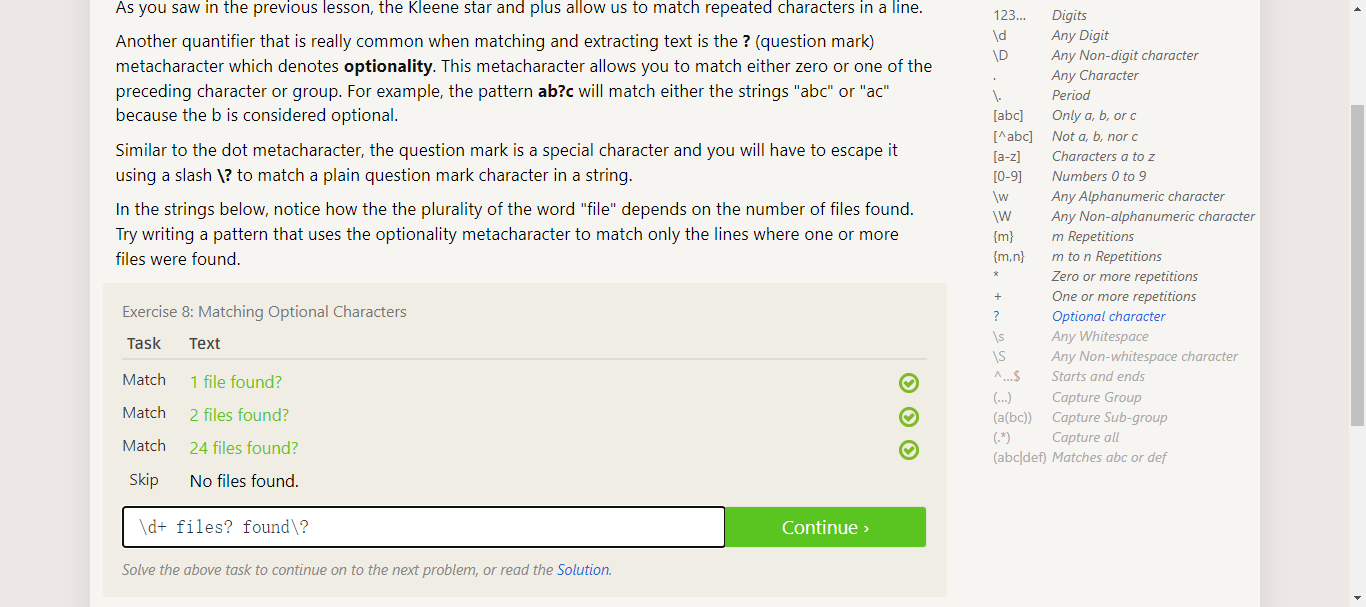 As you saw in the previous lesson, the Kleene star and plus allow us to match repeated characters in a line.
Another quantifier that is really common when matching and extracting text is the ? (question mark)
metacharacter which denotes optionality. This metacharacter allows you to match either zero or one of the
preceding character or group. For example, the pattern ab?c will match either the strings "abc" or "ac"
because the b is considered optional.
Similar to the dot metacharacter, the question mark is a special character and you will have to escape it
using a slash \? to match a plain question mark character in a string.
In the strings below, notice how the the plurality of the word "file" depends on the number of files found.
Try writing a pattern that uses the optionality metacharacter to match only the lines where one or more
files were found.
Exercise 8: Matching Optional Characters
Task Text
Match 1 file found?
Match 2 files found?
Match 24 files found?
Skip No files found.
\d+ files? found\?
Continue ›
Solve the above task to continue on to the next problem, or read the Solution.
123... Digits
\d Any Digit
\D Any Non-digit character
. Any Character
\. Period
[abc] Only a, b, or c
[^abc] Not a, b, nor c
[a-z] Characters a to z
[0-9] Numbers 0 to 9
\w Any Alphanumeric character
\W Any Non-alphanumeric character
{m} m Repetitions
{m,n} m to n Repetitions
* Zero or more repetitions
+ One or more repetitions
? Optional character
\s Any Whitespace
\S Any Non-whitespace character
^...$ Starts and ends
(...) Capture Group
(a(bc)) Capture Sub-group
(.*) Capture all
(abc|def) Matches abc or def